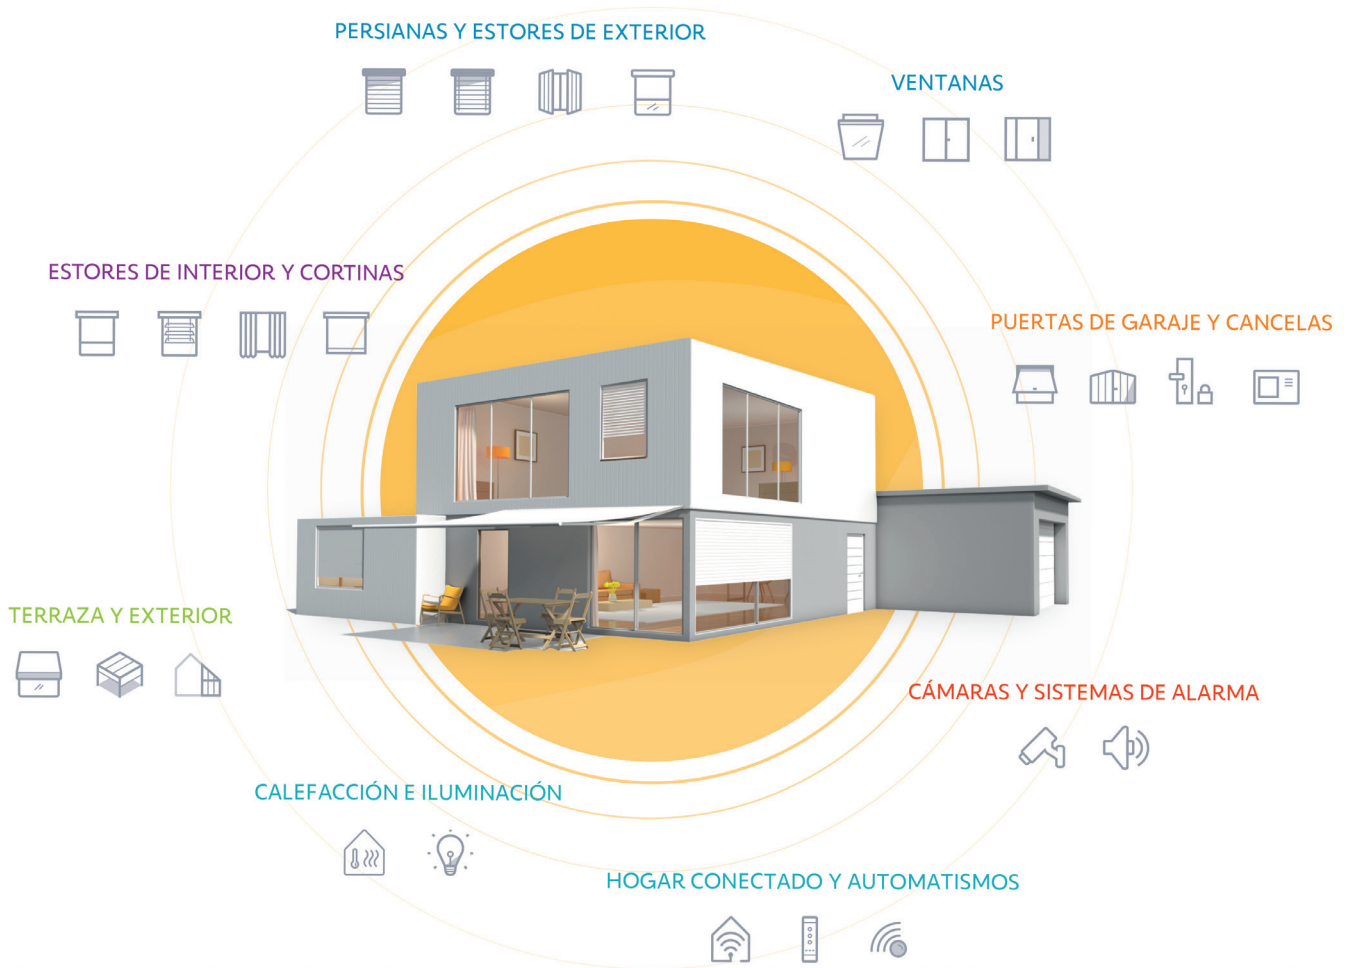 PERSIANAS Y ESTORES DE EXTERIOR
VENTANAS
ESTORES DE INTERIOR Y CORTINAS
PUERTAS DE GARAJE Y CANCELAS
TERRAZA Y EXTERIOR
CÁMARAS Y SISTEMAS DE ALARMA
CALEFACCIÓN E ILUMINACIÓN
HOGAR CONECTADO Y AUTOMATISMOS